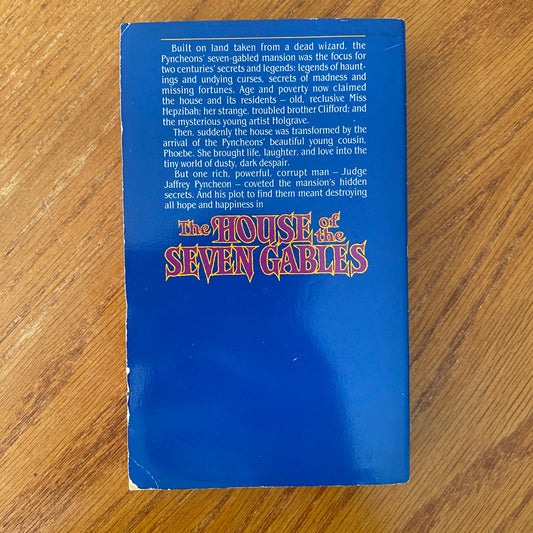 Built on land taken from a dead wizard, the
Pyncheons' seven-gabled mansion was the focus for
two centuries' secrets and legends: legends of haunt-
ings and undying curses, secrets of madness and
missing fortunes. Age and poverty now claimed
the house and its residents – old, reclusive Miss
Hepzibah; her strange, troubled brother Clifford; and
the mysterious young artist Holgrave.
Then, suddenly the house was transformed by the
arrival of the Pyncheons' beautiful young cousin,
Phoebe. She brought life, laughter, and love into the
tiny world of dusty, dark despair.
But one rich, powerful, corrupt man – Judge
Jaffrey Pyncheon – coveted the mansion's hidden
secrets. And his plot to find them meant destroying
all hope and happiness in
The HOUSE of the
SEVEN GABLES